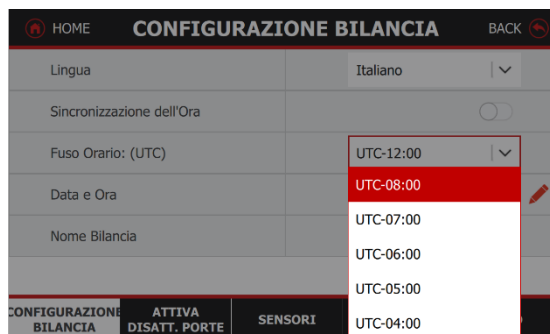 HOME CONFIGURAZIONE BILANCIA BACK
Lingua Italiano
Sincronizzazione dell'Ora
Fuso Orario: (UTC) UTC-12:00
UTC-08:00
Data e Ora
UTC-07:00
Nome Bilancia
UTC-06:00
UTC-05:00
UTC-04:00
CONFIGURAZIONE
BILANCIA
ATTIVA
DISATT. PORTE
SENSORI